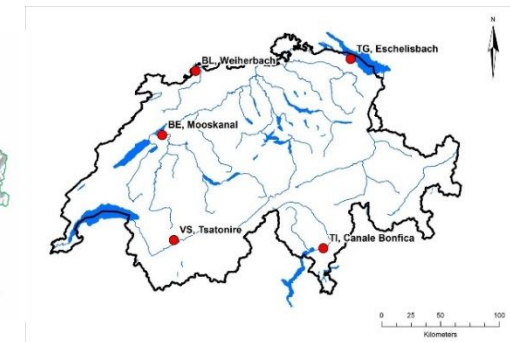 N
TG, Eschelisbach
BL, Weiherbach
BE, Mooskanal
VS, Tsatonire
TI, Canale Bonfica
0 25 50 100
Kilometers